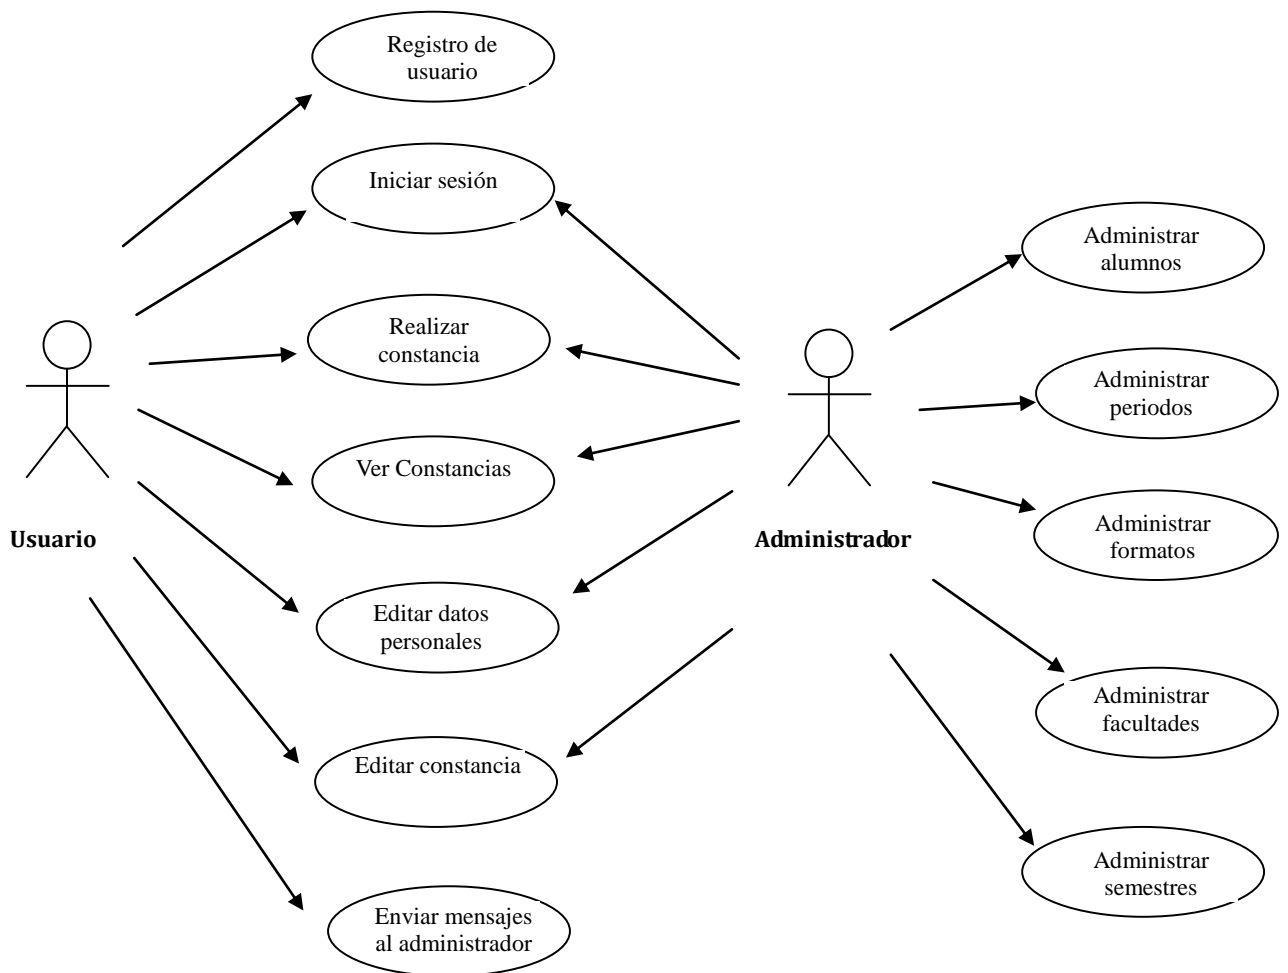 Registro de
usuario
Iniciar sesión
Realizar
constancia
Ver Constancias
Usuario
Editar datos
personales
Editar constancia
Enviar mensajes
al administrador
Administrador
Administrar
alumnos
Administrar
periodos
Administrar
formatos
Administrar
facultades
Administrar
semestres